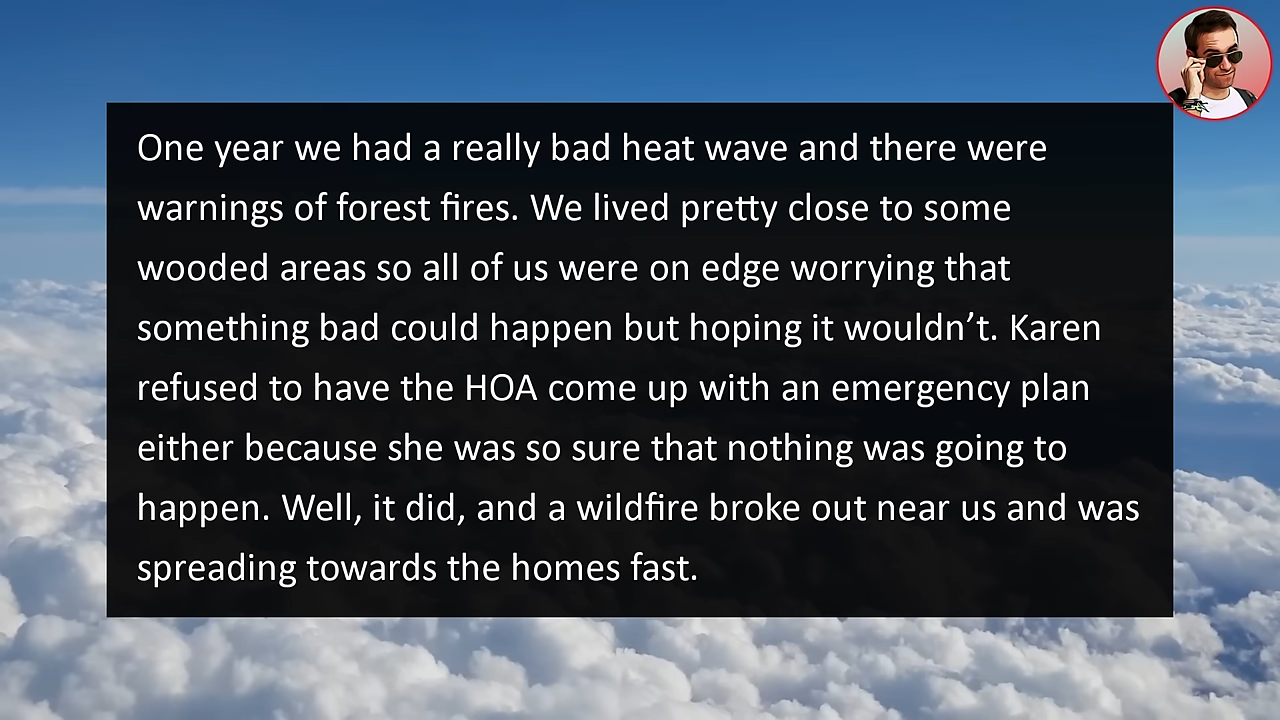 One year we had a really bad heat wave and there were
warnings of forest fires. We lived pretty close to some
wooded areas so all of us were on edge worrying that
something bad could happen but hoping it wouldn’t. Karen
refused to have the HOA come up with an emergency plan
either because she was so sure that nothing was going to
happen. Well, it did, and a wildfire broke out near us and was
spreading towards the homes fast.